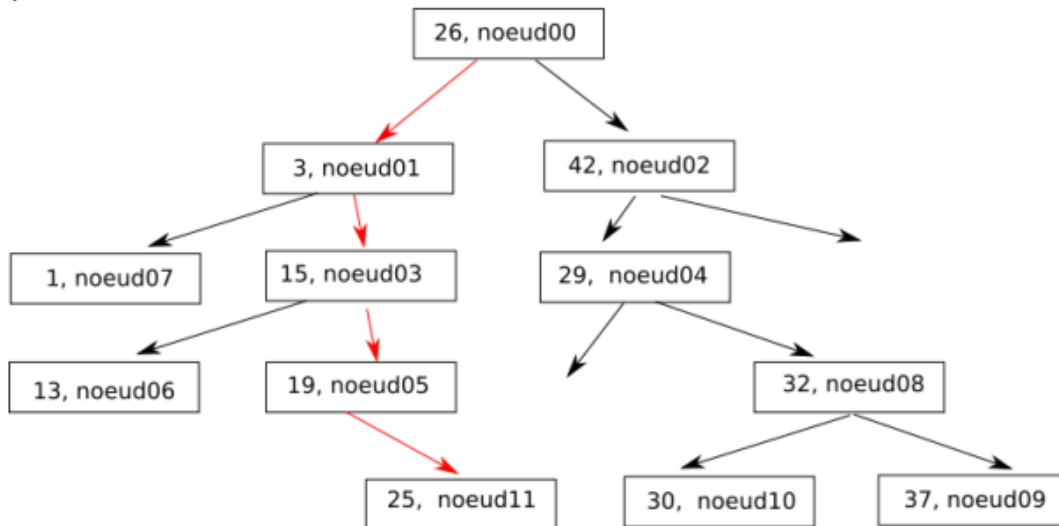 26, noeud00
3, noeud01
42, noeud02
1, noeud07
15, noeud03
29, noeud04
13, noeud06
19, noeud05
32, noeud08
25, noeud11
30, noeud10
37, noeud09